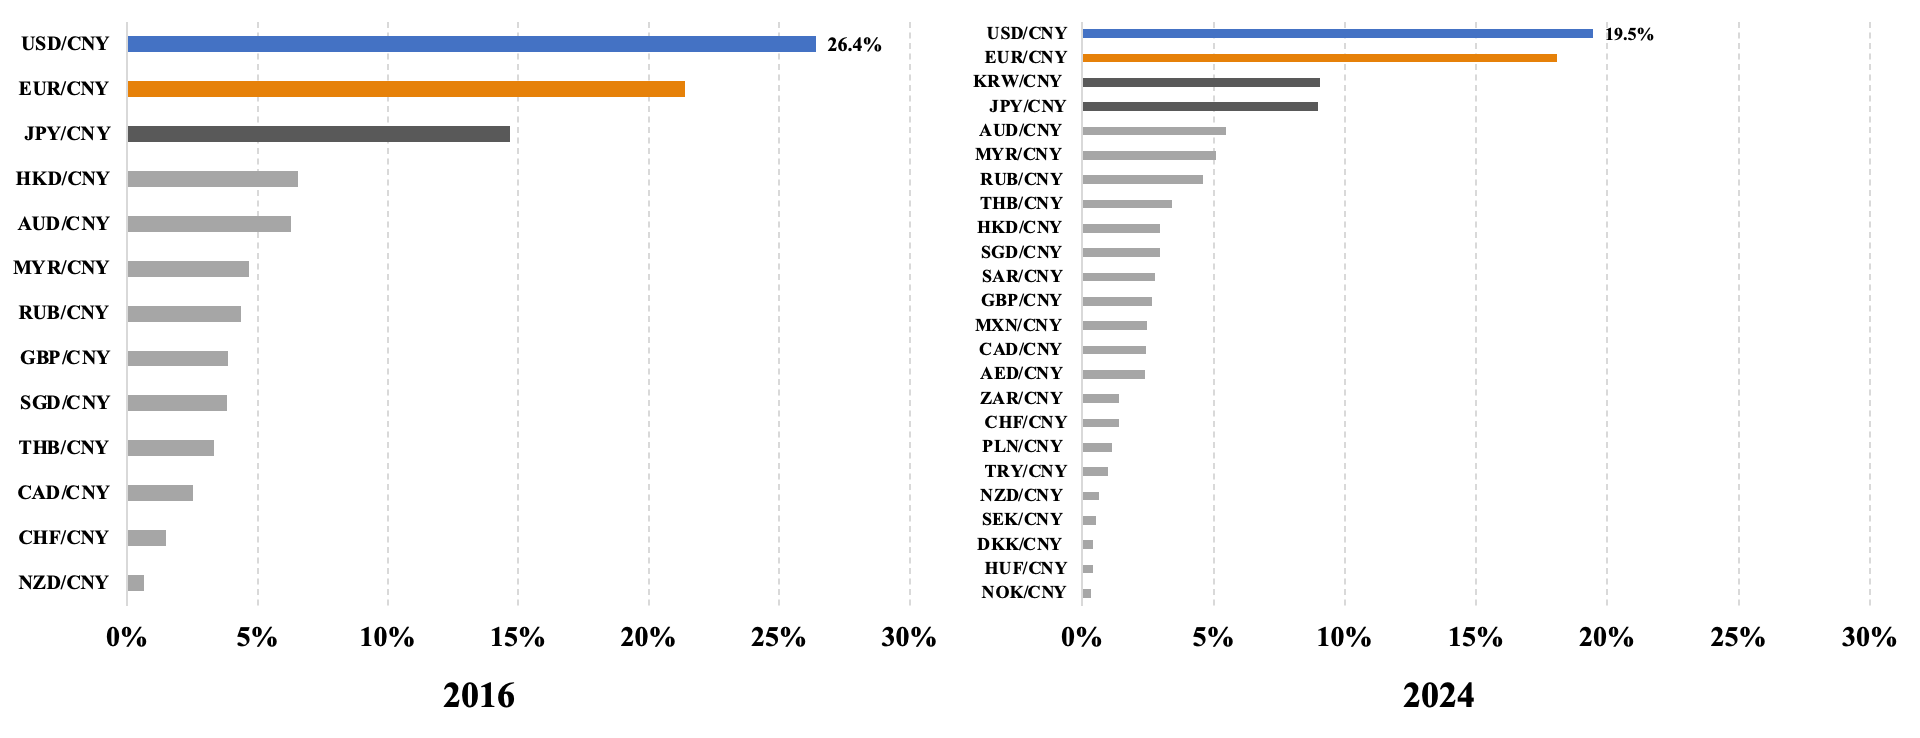 USD/CNY
26.4%
EUR/CNY
JPY/CNY
HKD/CNY
AUD/CNY
MYR/CNY
RUB/CNY
GBP/CNY
SGD/CNY
THB/CNY
CAD/CNY
CHF/CNY
NZD/CNY
0% 5% 10% 15% 20% 25% 30%
2016
USD/CNY
19.5%
EUR/CNY
KRW/CNY
JPY/CNY
AUD/CNY
MYR/CNY
RUB/CNY
THB/CNY
HKD/CNY
SGD/CNY
SAR/CNY
GBP/CNY
MXN/CNY
CAD/CNY
AED/CNY
ZAR/CNY
CHF/CNY
PLN/CNY
TRY/CNY
NZD/CNY
SEK/CNY
DKK/CNY
HUF/CNY
NOK/CNY
0% 5% 10% 15% 20% 25% 30%
2024